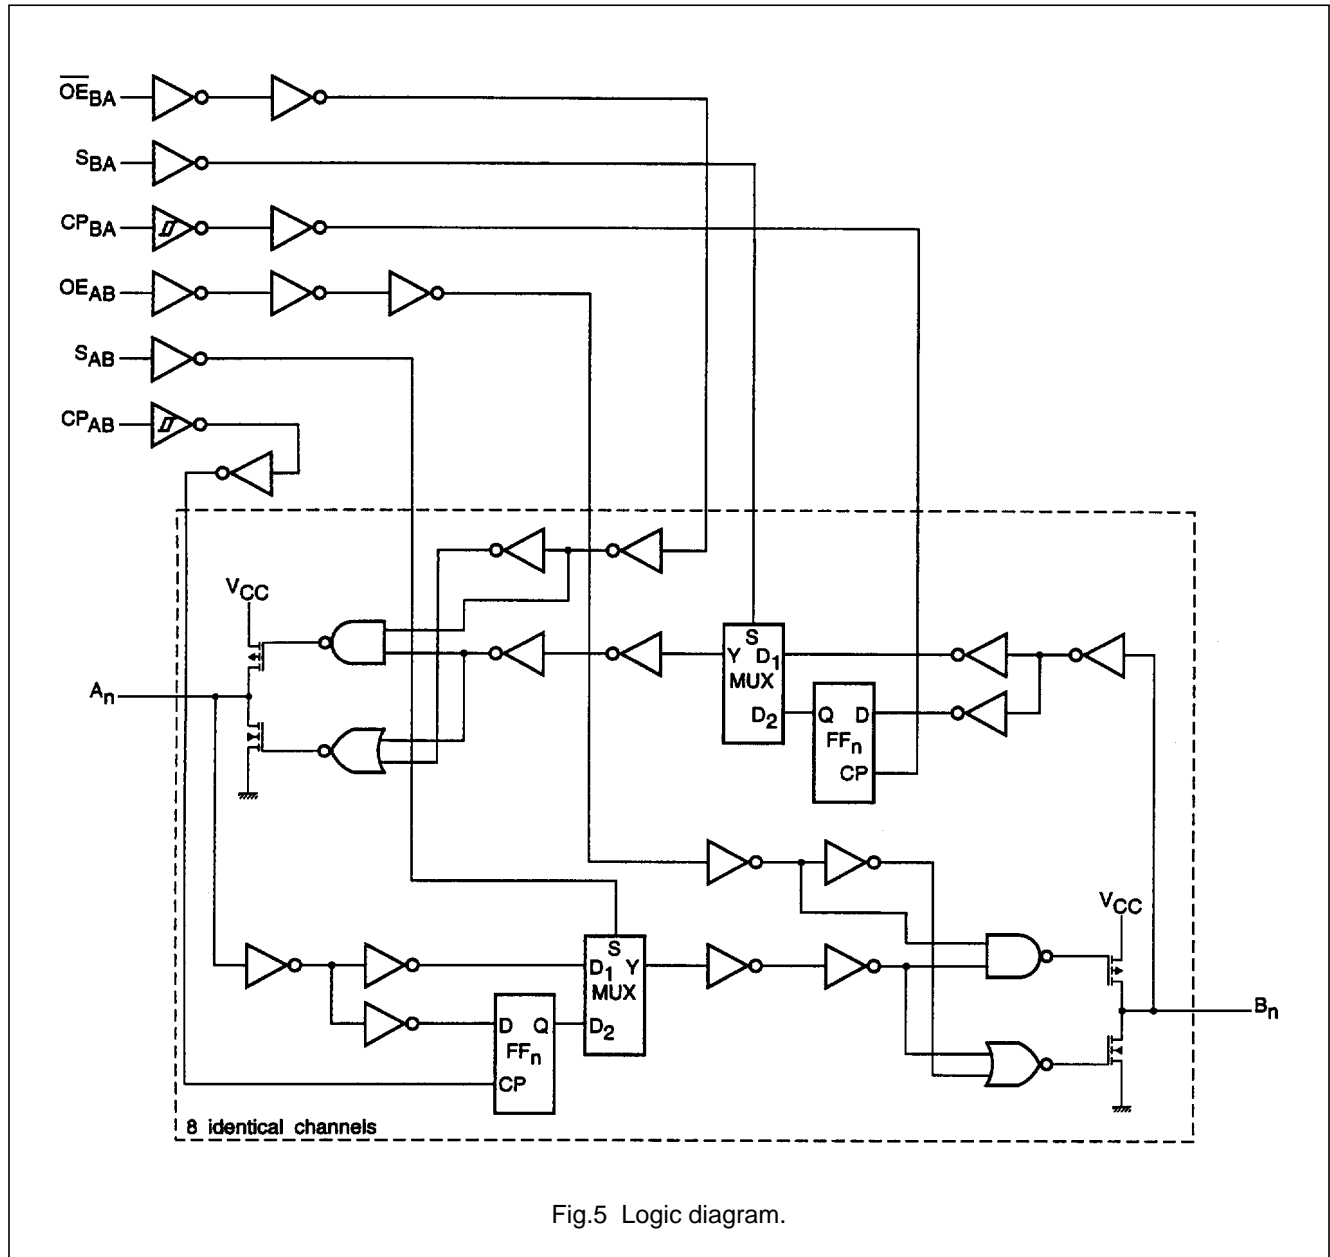 O̅E̅BA
SBA
CPBA
OEAB
SAB
CPAB
VCC
S
Y D1
MUX
D2
Q D
FFn
CP
An
VCC
S
D1 Y
MUX
D2
D Q
FFn
CP
Bn
8 identical channels
Fig.5 Logic diagram.